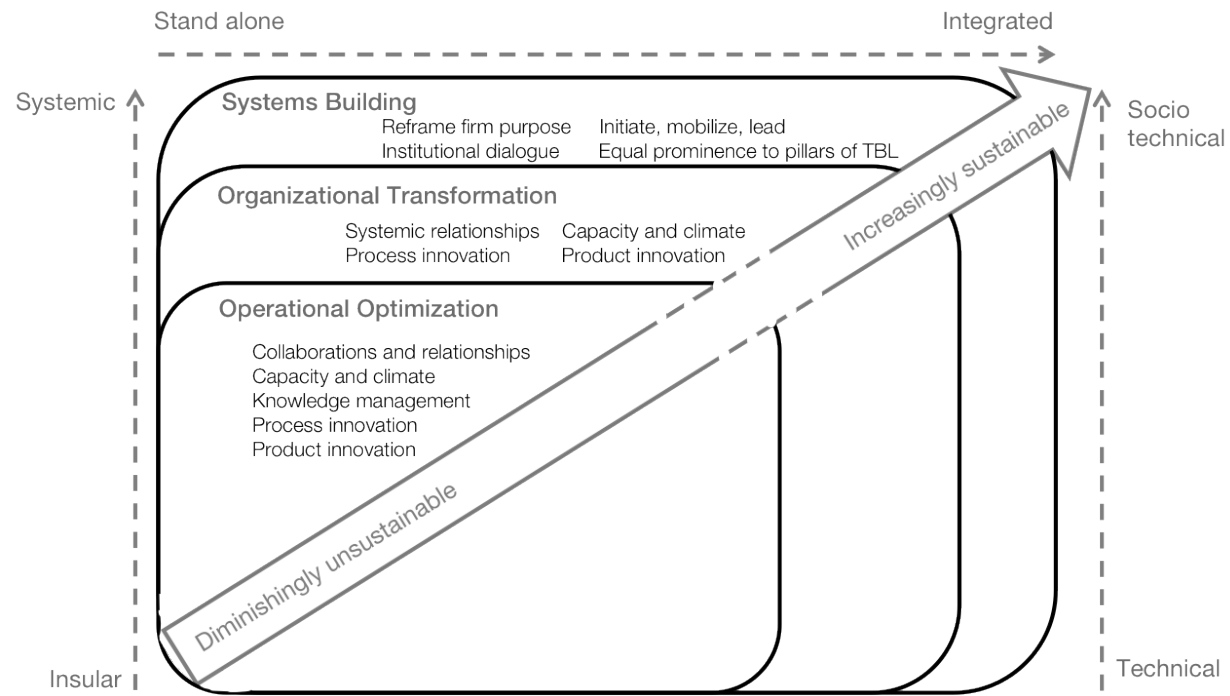 Stand alone
Integrated
Systemic
Socio
technical
Systems Building
Reframe firm purpose
Initiate, mobilize, lead
Institutional dialogue
Equal prominence to pillars of TBL
Organizational Transformation
Systemic relationships
Capacity and climate
Process innovation
Product innovation
Increasingly sustainable
Operational Optimization
Collaborations and relationships
Capacity and climate
Knowledge management
Process innovation
Product innovation
Diminishingly unsustainable
Insular
Technical